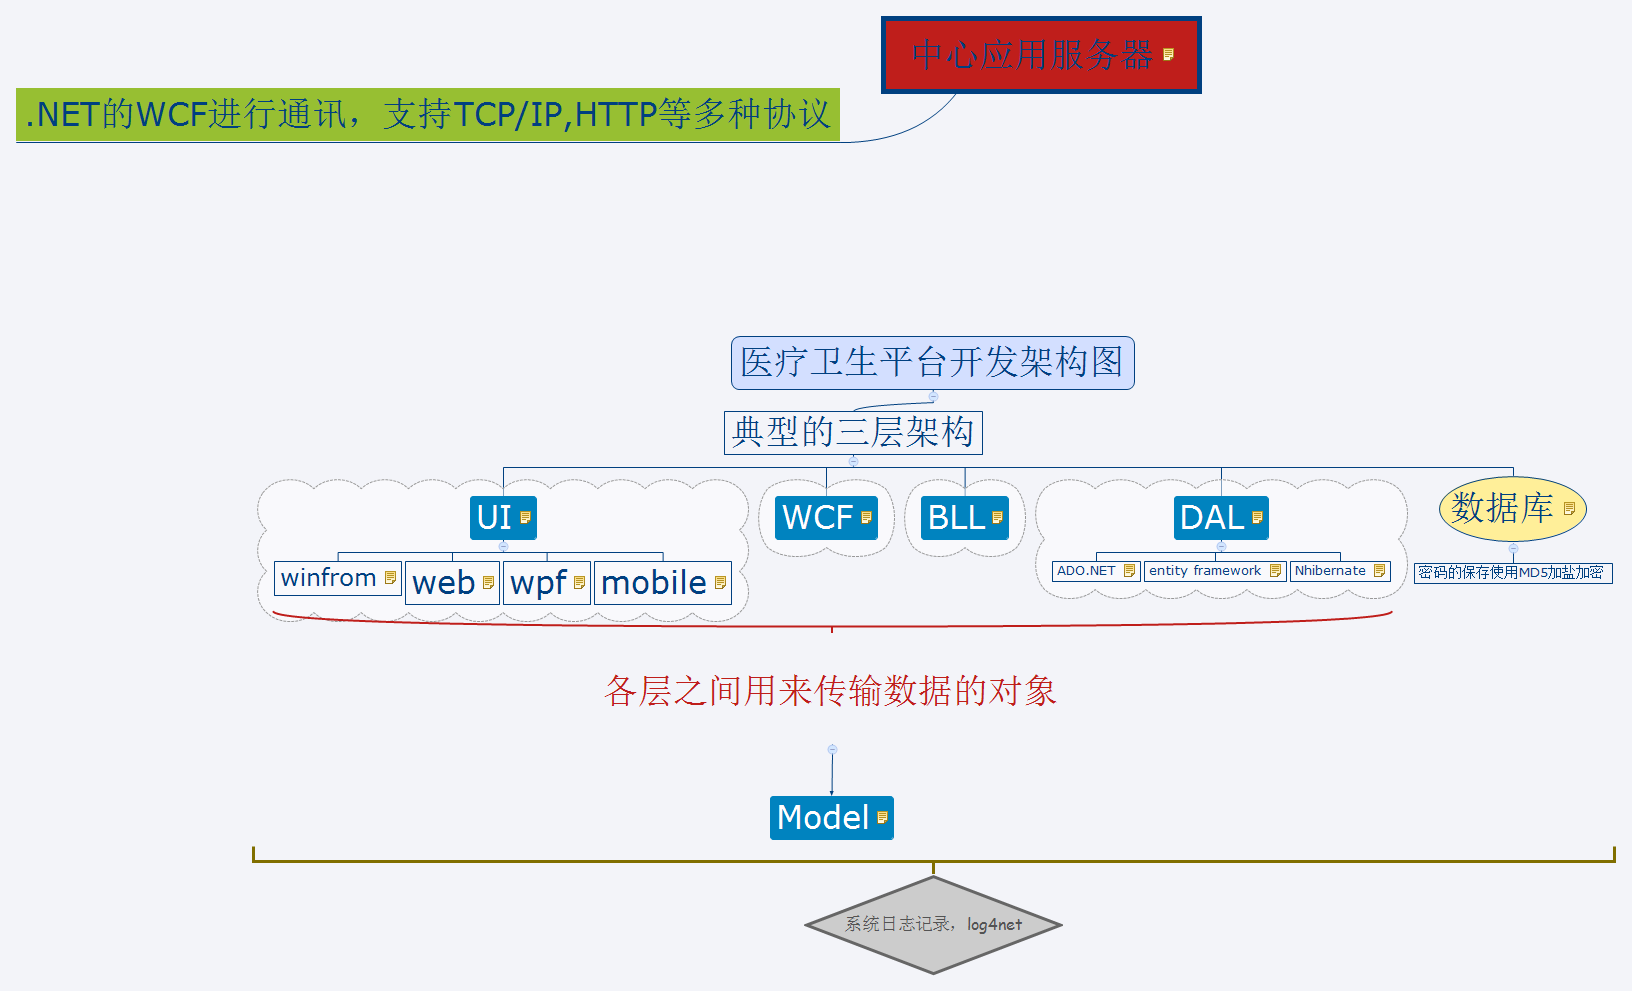 中心应用服务器
.NET的WCF进行通讯，支持TCP/IP,HTTP等多种协议
医疗卫生平台开发架构图
典型的三层架构
UI
WCF
BLL
DAL
数据库
winfrom
web
wpf
mobile
ADO.NET
entity framework
Nhibernate
密码的保存使用MD5加盐加密
各层之间用来传输数据的对象
Model
系统日志记录，log4net